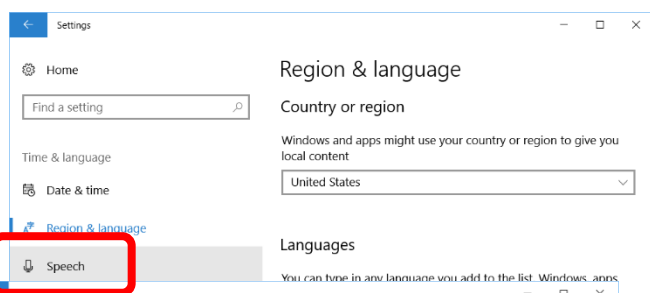 Settings
Home
Find a setting
Time & language
Date & time
Region & language
Speech
Region & language
Country or region
Windows and apps might use your country or region to give you
local content
United States
Languages
You can type in any language you add to the list. Windows, apps